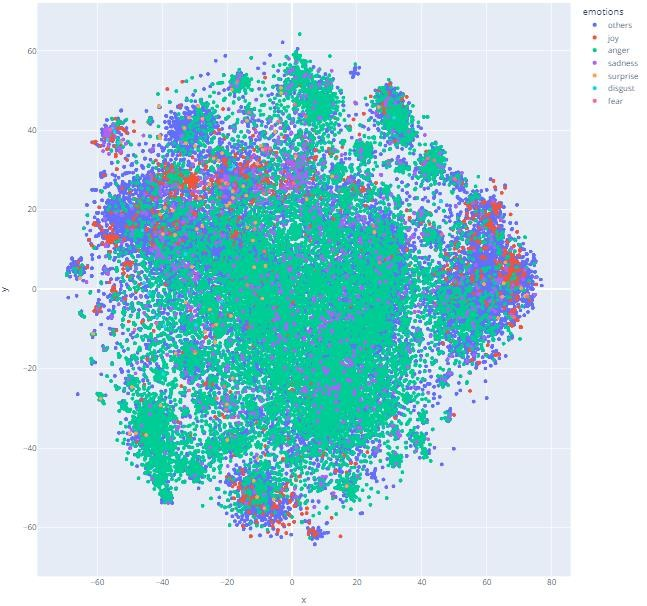 emotions
others
joy
anger
sadness
surprise
disgust
fear
60
40
20
0
−20
−40
−60
y
−60 −40 −20 0 20 40 60 80
x